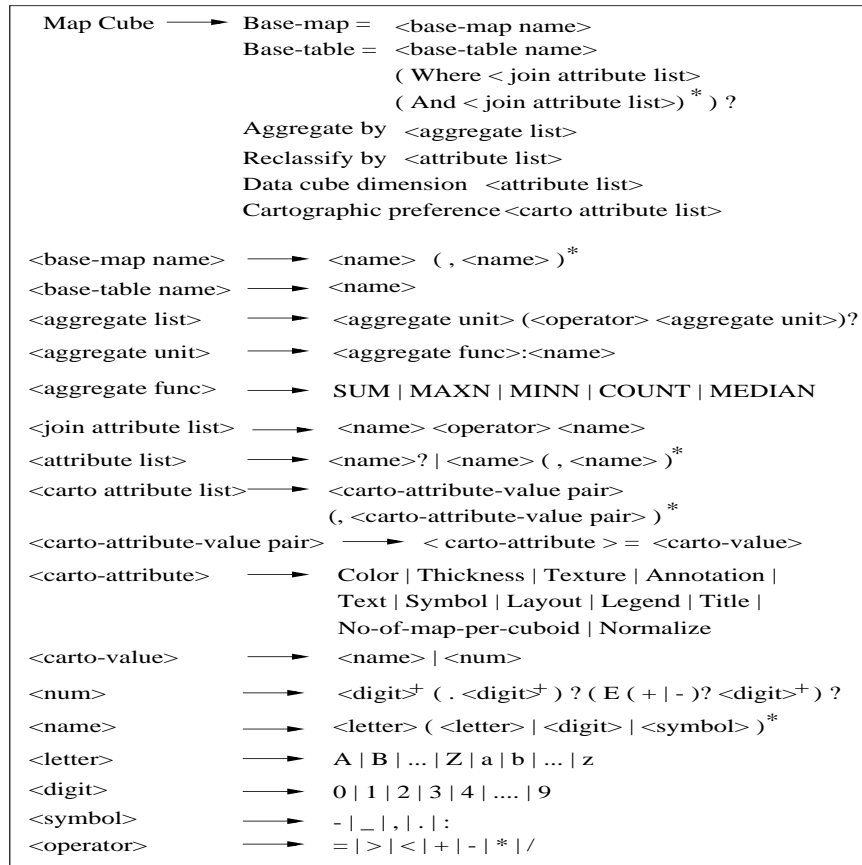 Map Cube ⟶ Base-map = <base-map name>
Base-table = <base-table name>
( Where < join attribute list>
( And < join attribute list>) * ) ?
Aggregate by <aggregate list>
Reclassify by <attribute list>
Data cube dimension <attribute list>
Cartographic preference<carto attribute list>
<base-map name> ⟶ <name> ( , <name> )*
<base-table name> ⟶ <name>
<aggregate list> ⟶ <aggregate unit> (<operator> <aggregate unit>)?
<aggregate unit> ⟶ <aggregate func>:<name>
<aggregate func> ⟶ SUM | MAXN | MINN | COUNT | MEDIAN
<join attribute list> ⟶ <name> <operator> <name>
<attribute list> ⟶ <name>? | <name> ( , <name> )*
<carto attribute list> ⟶ <carto-attribute-value pair>
(, <carto-attribute-value pair> )*
<carto-attribute-value pair> ⟶ < carto-attribute > = <carto-value>
<carto-attribute> ⟶ Color | Thickness | Texture | Annotation |
Text | Symbol | Layout | Legend | Title |
No-of-map-per-cuboid | Normalize
<carto-value> ⟶ <name> | <num>
<num> ⟶ <digit>+ ( . <digit>+ ) ? ( E ( + | - )? <digit>+ ) ?
<name> ⟶ <letter> ( <letter> | <digit> | <symbol> )*
<letter> ⟶ A | B | ... | Z | a | b | ... | z
<digit> ⟶ 0 | 1 | 2 | 3 | 4 | .... | 9
<symbol> ⟶ - | _ | , | . | :
<operator> ⟶ = | > | < | + | - | * | /